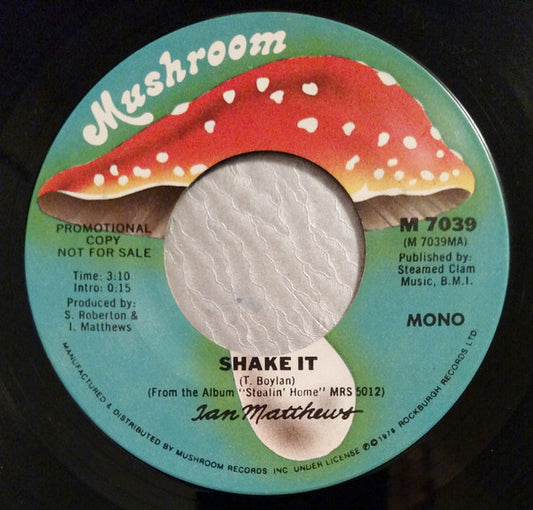 Mushroom
PROMOTIONAL
COPY
NOT FOR SALE
Time: 3:10
Intro: 0:15
Produced by:
S. Roberton &
I. Matthews
M 7039
(M 7039MA)
Published by:
Steamed Clam
Music, B.M.I.
MONO
SHAKE IT
(T. Boylan)
(From the Album "Stealin' Home" MRS 5012)
Ian Matthews
MANUFACTURED & DISTRIBUTED BY MUSHROOM RECORDS, INC. UNDER LICENSE ℗© 1978 ROCKBURGH RECORDS LTD.